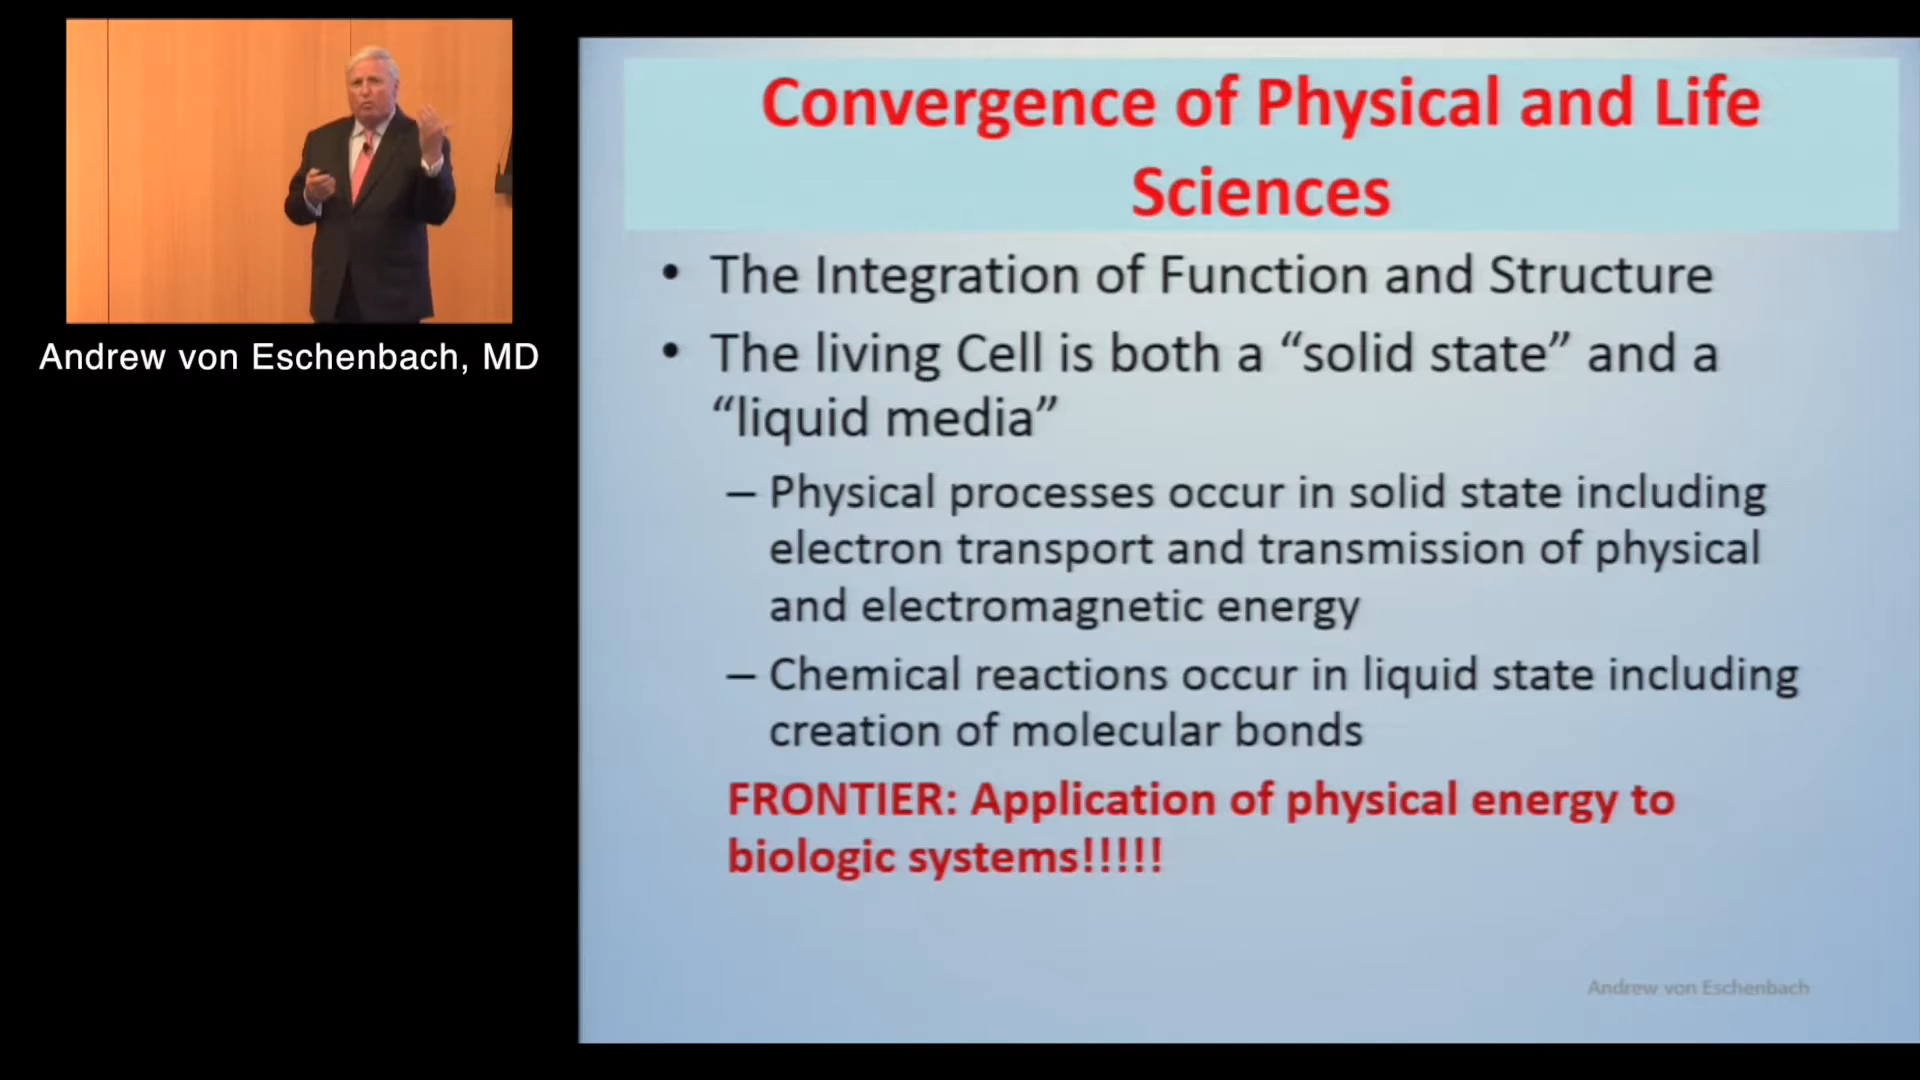 Andrew von Eschenbach, MD
Convergence of Physical and Life
Sciences
• The Integration of Function and Structure
• The living Cell is both a “solid state” and a
“liquid media”
– Physical processes occur in solid state including
electron transport and transmission of physical
and electromagnetic energy
– Chemical reactions occur in liquid state including
creation of molecular bonds
FRONTIER: Application of physical energy to
biologic systems!!!!!
Andrew von Eschenbach